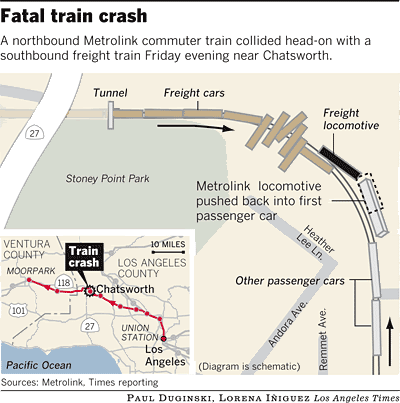 Fatal train crash
A northbound Metrolink commuter train collided head-on with a
southbound freight train Friday evening near Chatsworth.
Tunnel
Freight cars
27
Freight
locomotive
Stoney Point Park
Metrolink locomotive
pushed back into first
passenger car
Heather
Lee Ln.
Other passenger cars
Andora Ave.
Remmet Ave.
(Diagram is schematic)
VENTURA
COUNTY
Train
crash
10 MILES
LOS ANGELES
COUNTY
MOORPARK
118
Chatsworth
101
27
UNION
STATION
Los
Angeles
Pacific Ocean
Sources: Metrolink, Times reporting
PAUL DUGINSKI, LORENA IÑIGUEZ Los Angeles Times